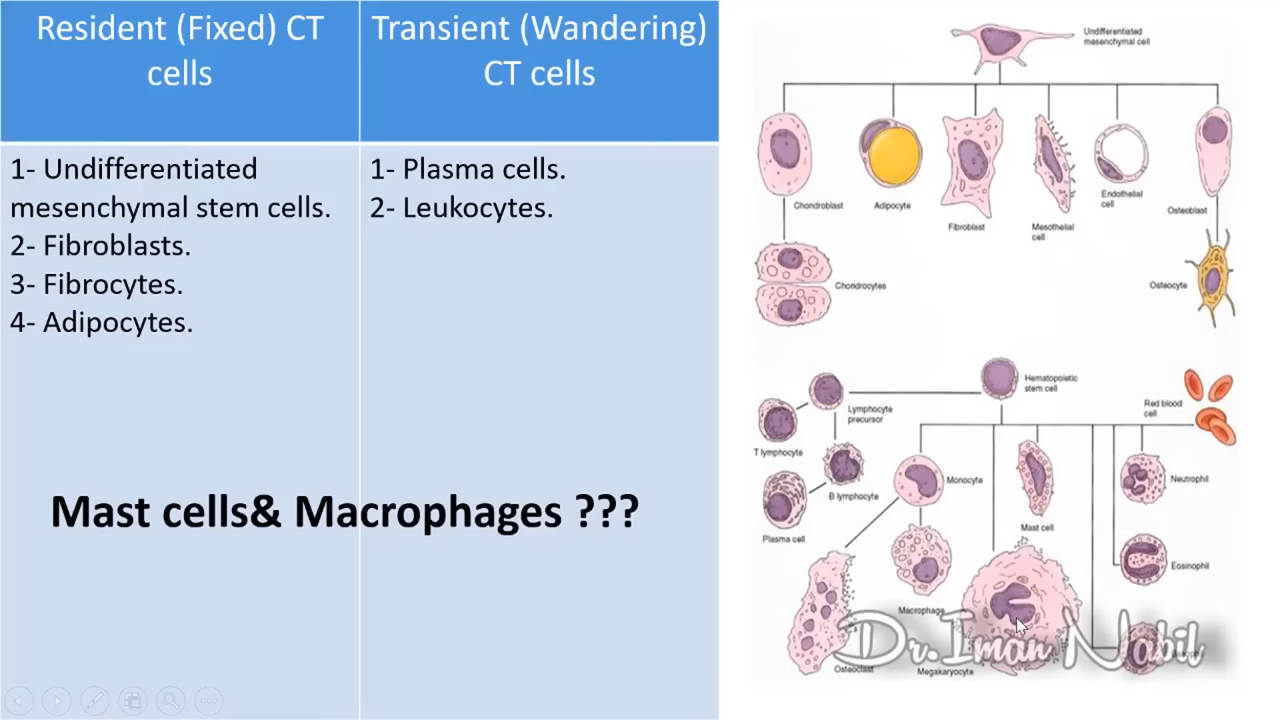 Resident (Fixed) CT
cells
Transient (Wandering)
CT cells
1- Undifferentiated
mesenchymal stem cells.
2- Fibroblasts.
3- Fibrocytes.
4- Adipocytes.
1- Plasma cells.
2- Leukocytes.
Mast cells& Macrophages ???
Undifferentiated
mesenchymal cell
Chondroblast
Adipocyte
Fibroblast
Mesothelial
cell
Endothelial
cell
Osteoblast
Chondrocytes
Osteocyte
Hematopoietic
stem cell
Red blood
cell
Lymphocyte
precursor
T lymphocyte
B lymphocyte
Monocyte
Neutrophil
Plasma cell
Mast cell
Eosinophil
Macrophage
Dr.Iman Nabil
Osteoclast
Megakaryocyte